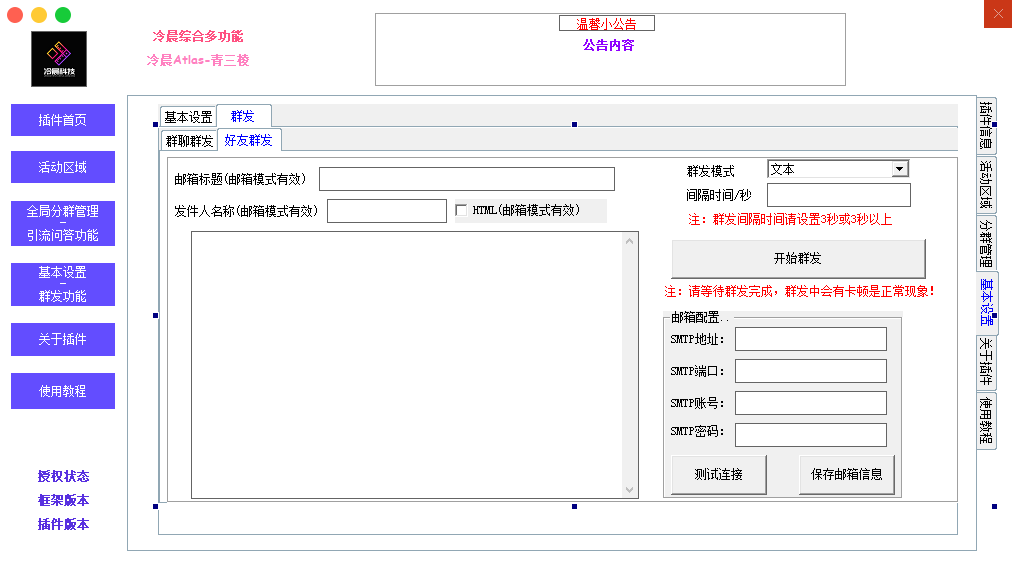 温馨小公告
公告内容
冷晨综合多功能
冷晨Atlas-青三棱
冷晨科技
插件首页
活动区域
全局分群管理
-
引流问答功能
基本设置
-
群发功能
关于插件
使用教程
授权状态
框架版本
插件版本
基本设置
群发
群聊群发
好友群发
邮箱标题(邮箱模式有效)
发件人名称(邮箱模式有效)
HTML(邮箱模式有效)
群发模式
文本
间隔时间/秒
注：群发间隔时间请设置3秒或3秒以上
开始群发
注：请等待群发完成，群发中会有卡顿是正常现象！
邮箱配置..
SMTP地址：
SMTP端口：
SMTP账号：
SMTP密码：
测试连接
保存邮箱信息
插件信息
活动区域
分群管理
基本设置
关于插件
使用教程